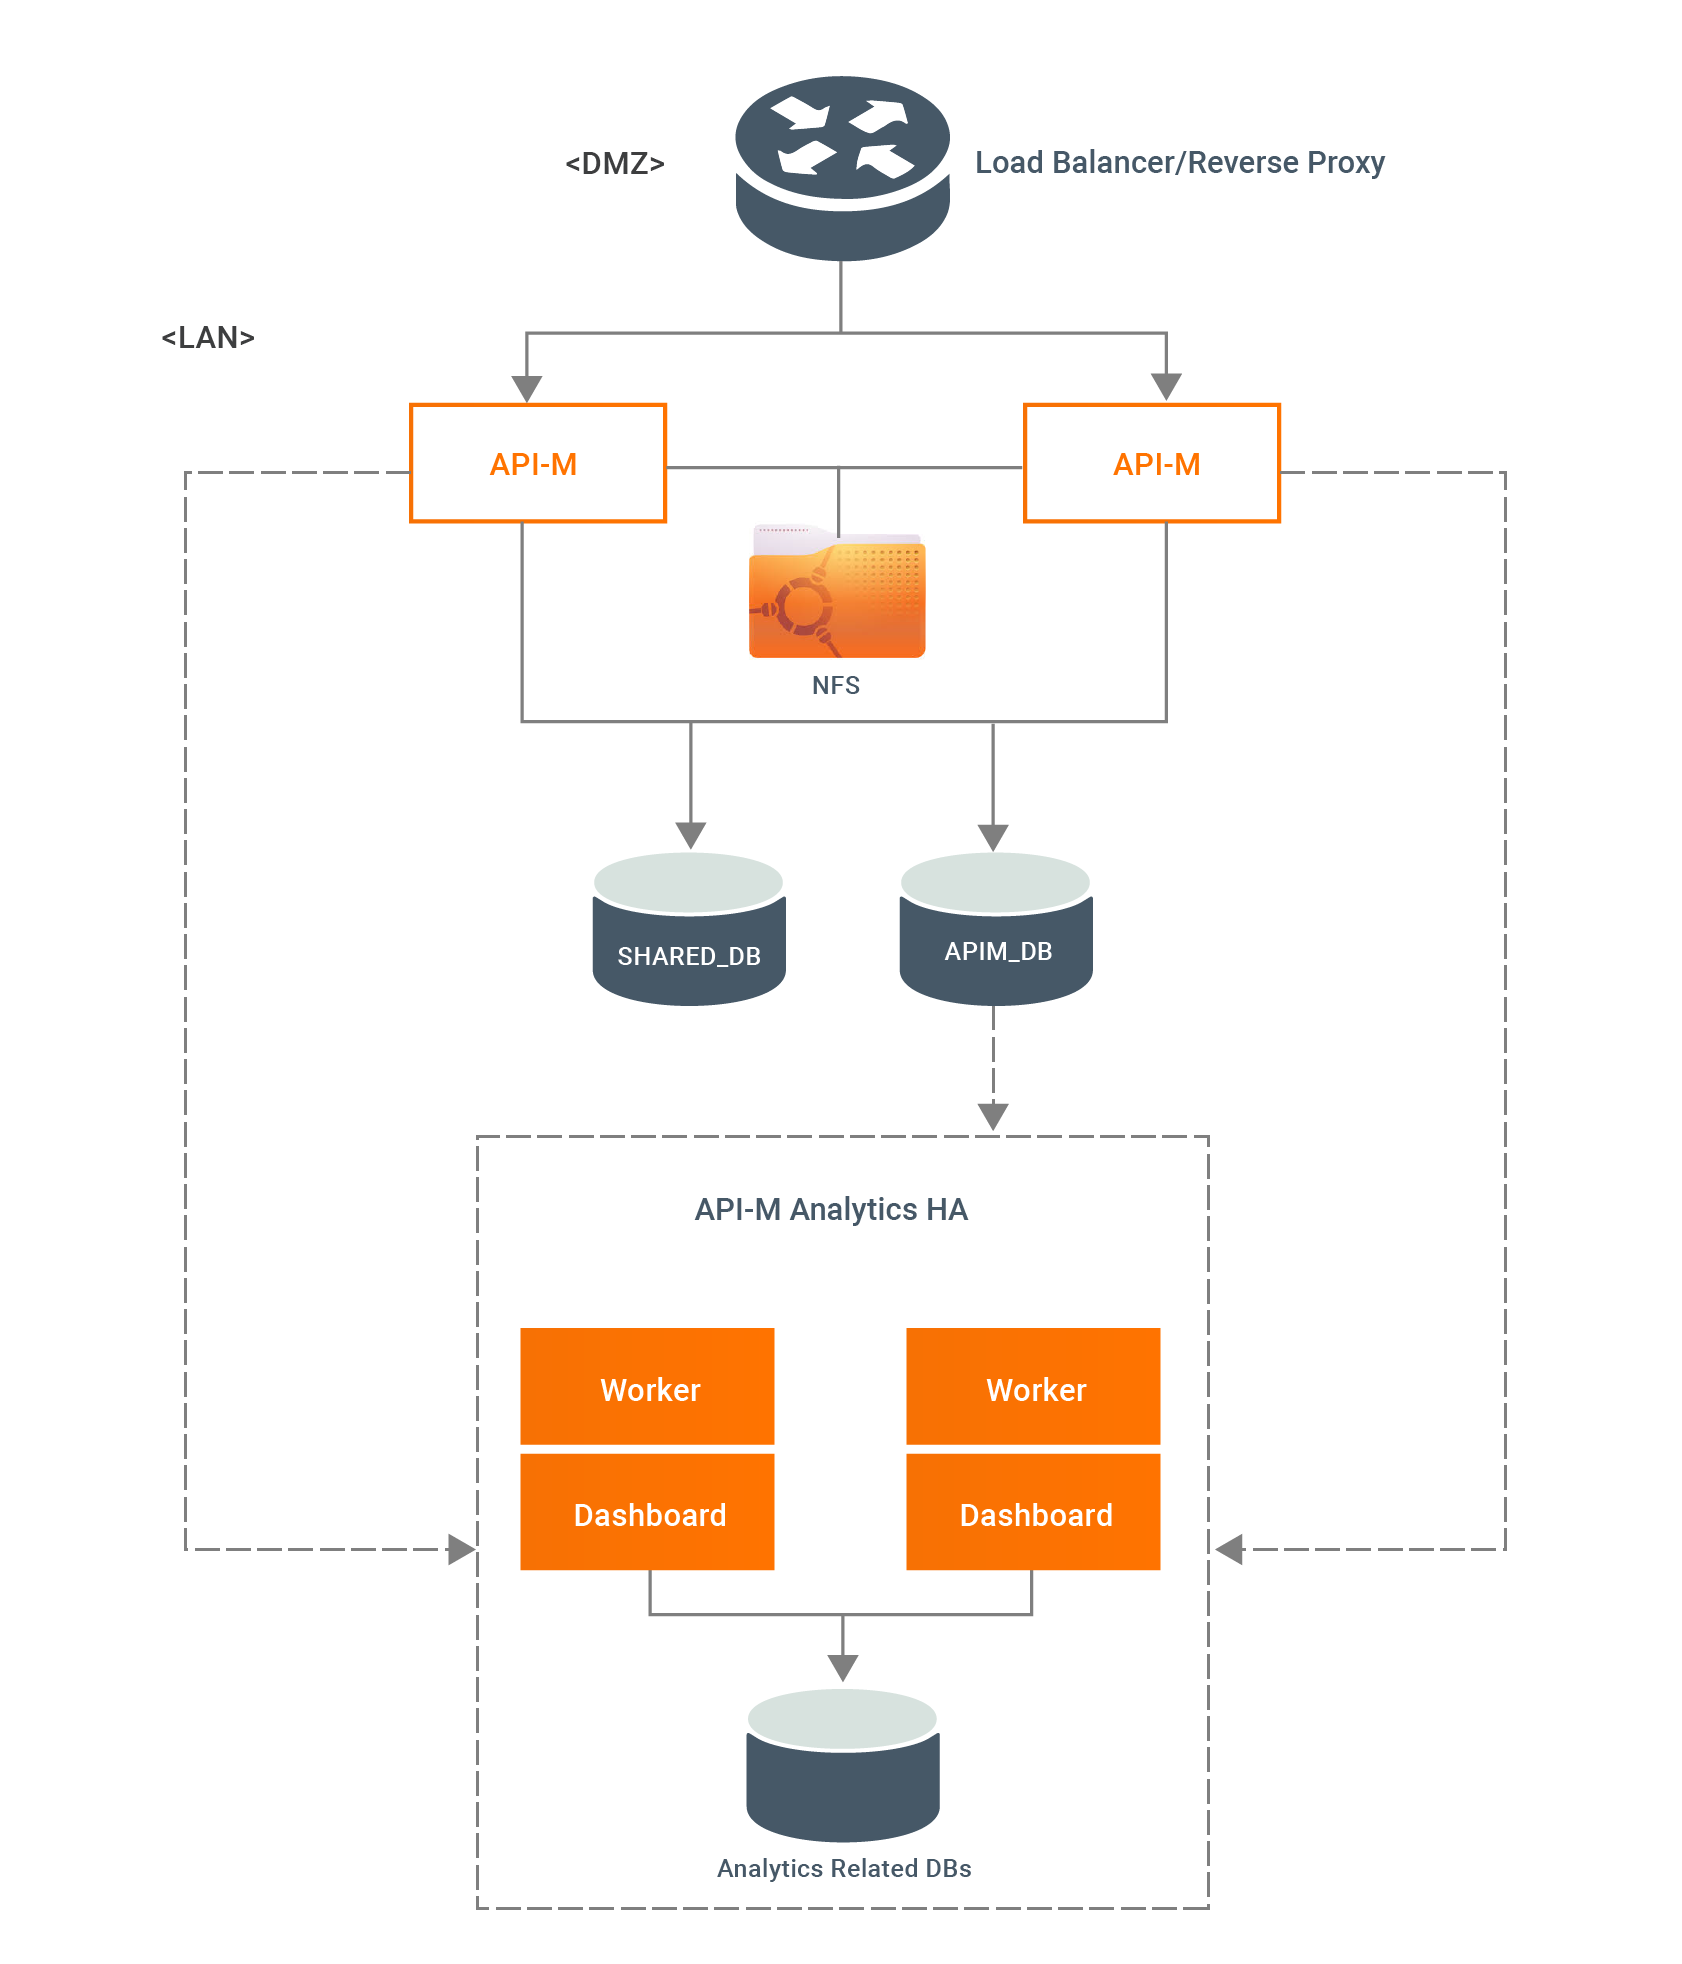 <DMZ>
Load Balancer/Reverse Proxy
<LAN>
API-M
API-M
NFS
SHARED_DB
APIM_DB
API-M Analytics HA
Worker
Worker
Dashboard
Dashboard
Analytics Related DBs